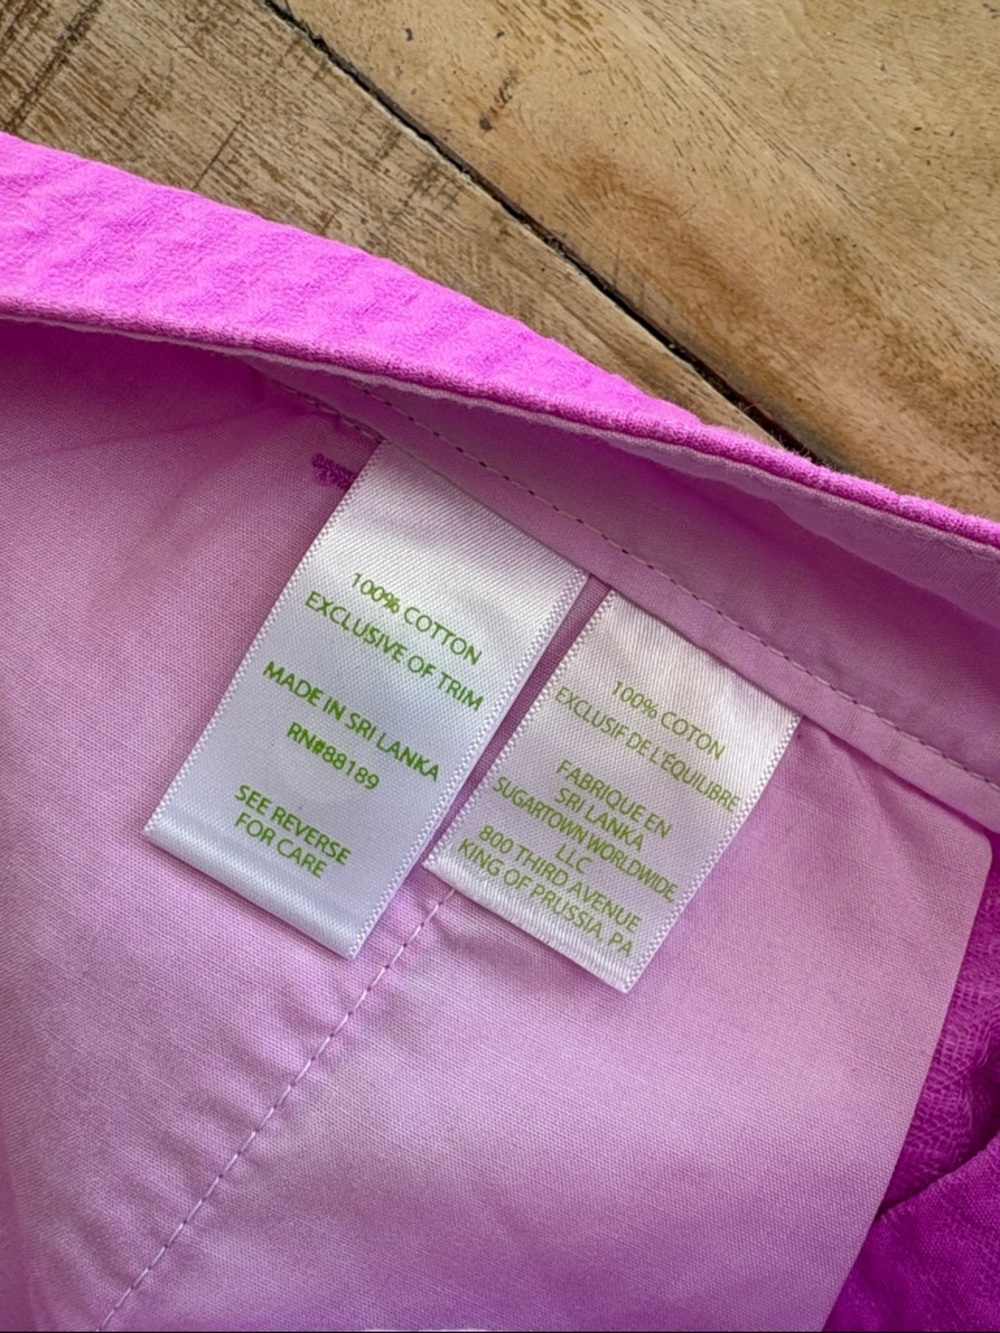 100% COTTON
EXCLUSIVE OF TRIM
MADE IN SRI LANKA
RN#88189
SEE REVERSE
FOR CARE
100% COTON
EXCLUSIF DE L'ÉQUILIBRE
FABRIQUE EN
SRI LANKA
SUGARTOWN WORLDWIDE
LLC
800 THIRD AVENUE
KING OF PRUSSIA, PA